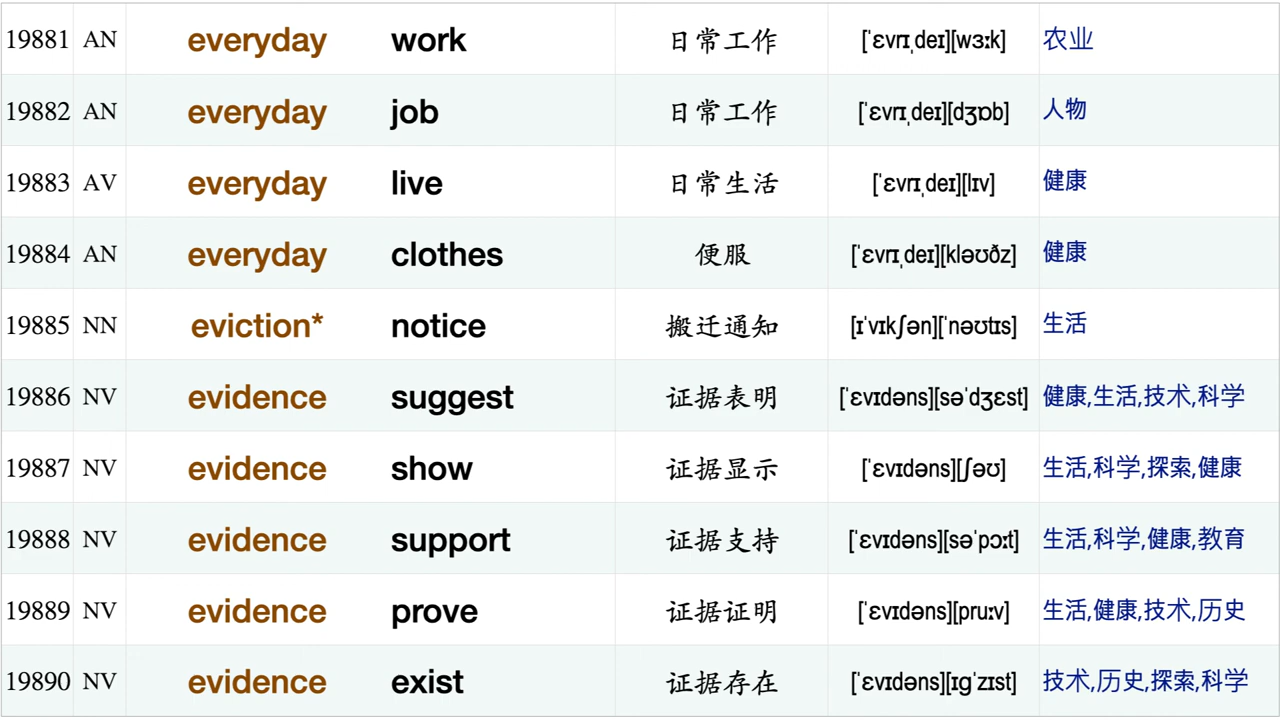 19881 AN everyday work 日常工作 [ˈɛvrɪˌdeɪ][wɜːk] 农业
19882 AN everyday job 日常工作 [ˈɛvrɪˌdeɪ][dʒɒb] 人物
19883 AV everyday live 日常生活 [ˈɛvrɪˌdeɪ][lɪv] 健康
19884 AN everyday clothes 便服 [ˈɛvrɪˌdeɪ][kləʊðz] 健康
19885 NN eviction* notice 搬迁通知 [ɪˈvɪkʃən][ˈnəʊtɪs] 生活
19886 NV evidence suggest 证据表明 [ˈɛvɪdəns][səˈdʒɛst] 健康,生活,技术,科学
19887 NV evidence show 证据显示 [ˈɛvɪdəns][ʃəʊ] 生活,科学,探索,健康
19888 NV evidence support 证据支持 [ˈɛvɪdəns][səˈpɔːt] 生活,科学,健康,教育
19889 NV evidence prove 证据证明 [ˈɛvɪdəns][pruːv] 生活,健康,技术,历史
19890 NV evidence exist 证据存在 [ˈɛvɪdəns][ɪɡˈzɪst] 技术,历史,探索,科学